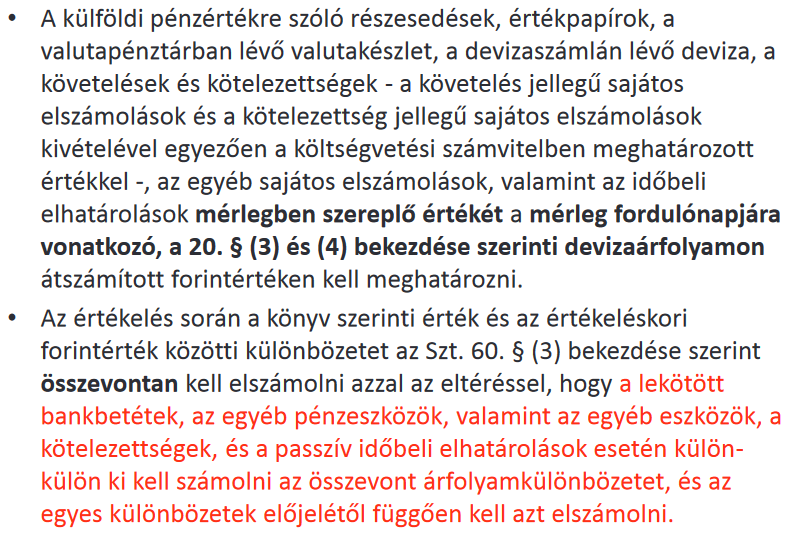 • A külföldi pénzértékre szóló részesedések, értékpapírok, a
valutapénztárban lévő valutakészlet, a devizaszámlán lévő deviza, a
követelések és kötelezettségek - a követelés jellegű sajátos
elszámolások és a kötelezettség jellegű sajátos elszámolások
kivételével egyezően a költségvetési számvitelben meghatározott
értékkel -, az egyéb sajátos elszámolások, valamint az időbeli
elhatárolások mérlegben szereplő értékét a mérleg fordulónapjára
vonatkozó, a 20. § (3) és (4) bekezdése szerinti devizaárfolyamon
átszámított forintértéken kell meghatározni.
• Az értékelés során a könyv szerinti érték és az értékeléskori
forintérték közötti különbözetet az Szt. 60. § (3) bekezdése szerint
összevontan kell elszámolni azzal az eltéréssel, hogy a lekötött
bankbetétek, az egyéb pénzeszközök, valamint az egyéb eszközök, a
kötelezettségek, és a passzív időbeli elhatárolások esetén külön-
külön ki kell számolni az összevont árfolyamkülönbözetet, és az
egyes különbözetek előjelétől függően kell azt elszámolni.